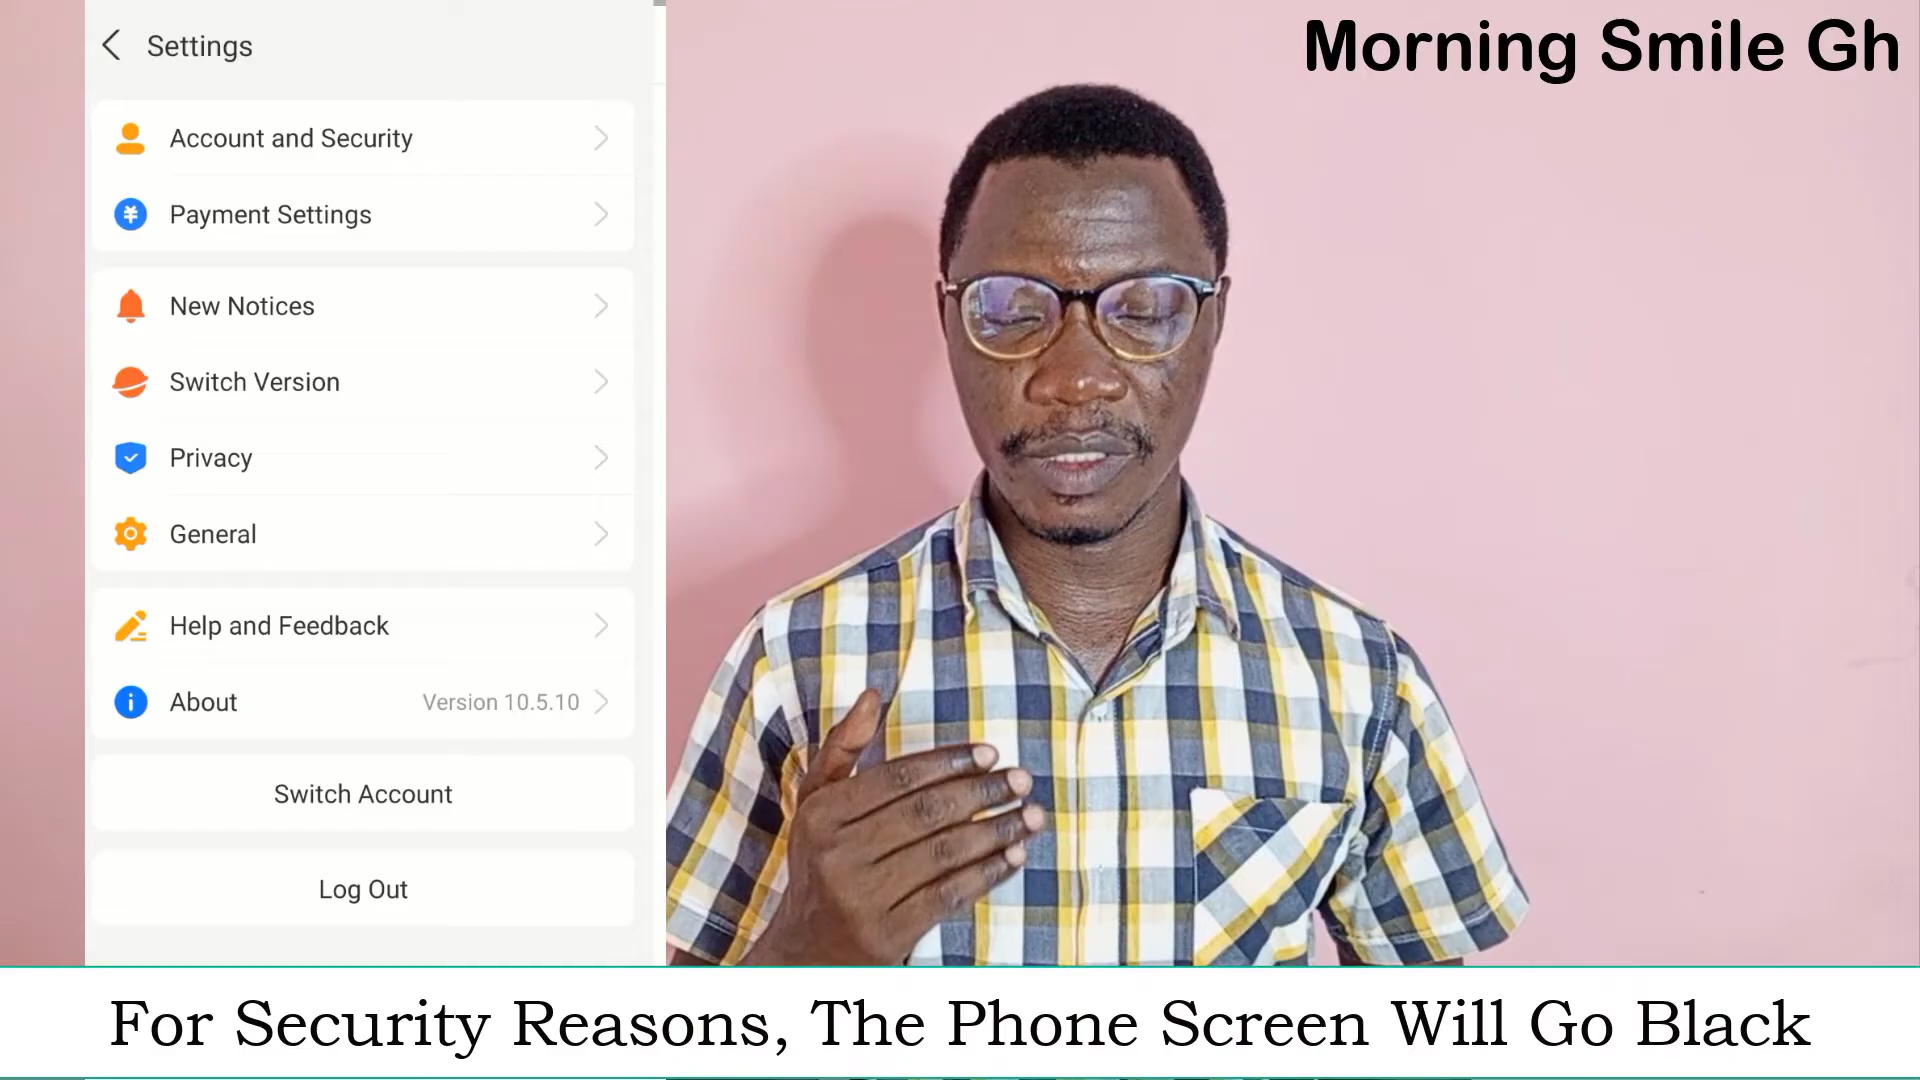 Settings
Account and Security
Payment Settings
New Notices
Switch Version
Privacy
General
Help and Feedback
About Version 10.5.10
Switch Account
Log Out
Morning Smile Gh
For Security Reasons, The Phone Screen Will Go Black